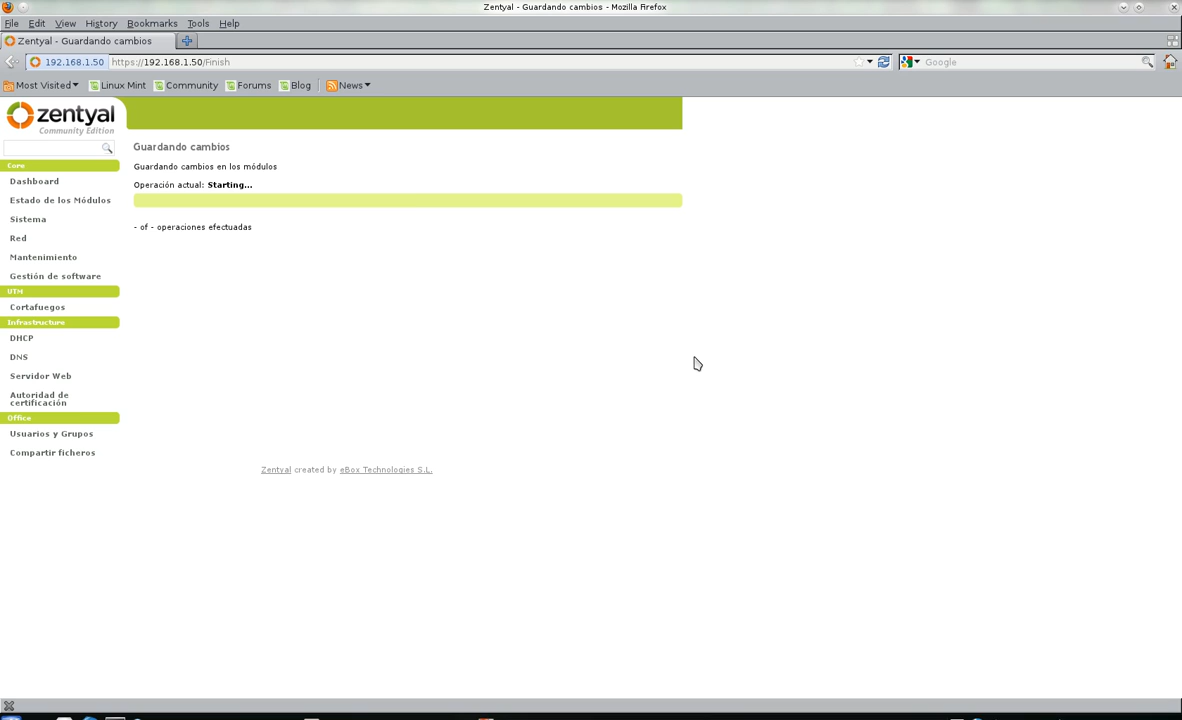 Zentyal - Guardando cambios - Mozilla Firefox
File Edit View History Bookmarks Tools Help
Zentyal - Guardando cambios
192.168.1.50 https://192.168.1.50/Finish Google
Most Visited Linux Mint Community Forums Blog News
zentyal
Community Edition
Core
Dashboard
Estado de los Módulos
Sistema
Red
Mantenimiento
Gestión de software
UTM
Cortafuegos
Infrastructure
DHCP
DNS
Servidor Web
Autoridad de
certificación
Office
Usuarios y Grupos
Compartir ficheros
Guardando cambios
Guardando cambios en los módulos
Operación actual: Starting...
- of - operaciones efectuadas
Zentyal created by eBox Technologies S.L.